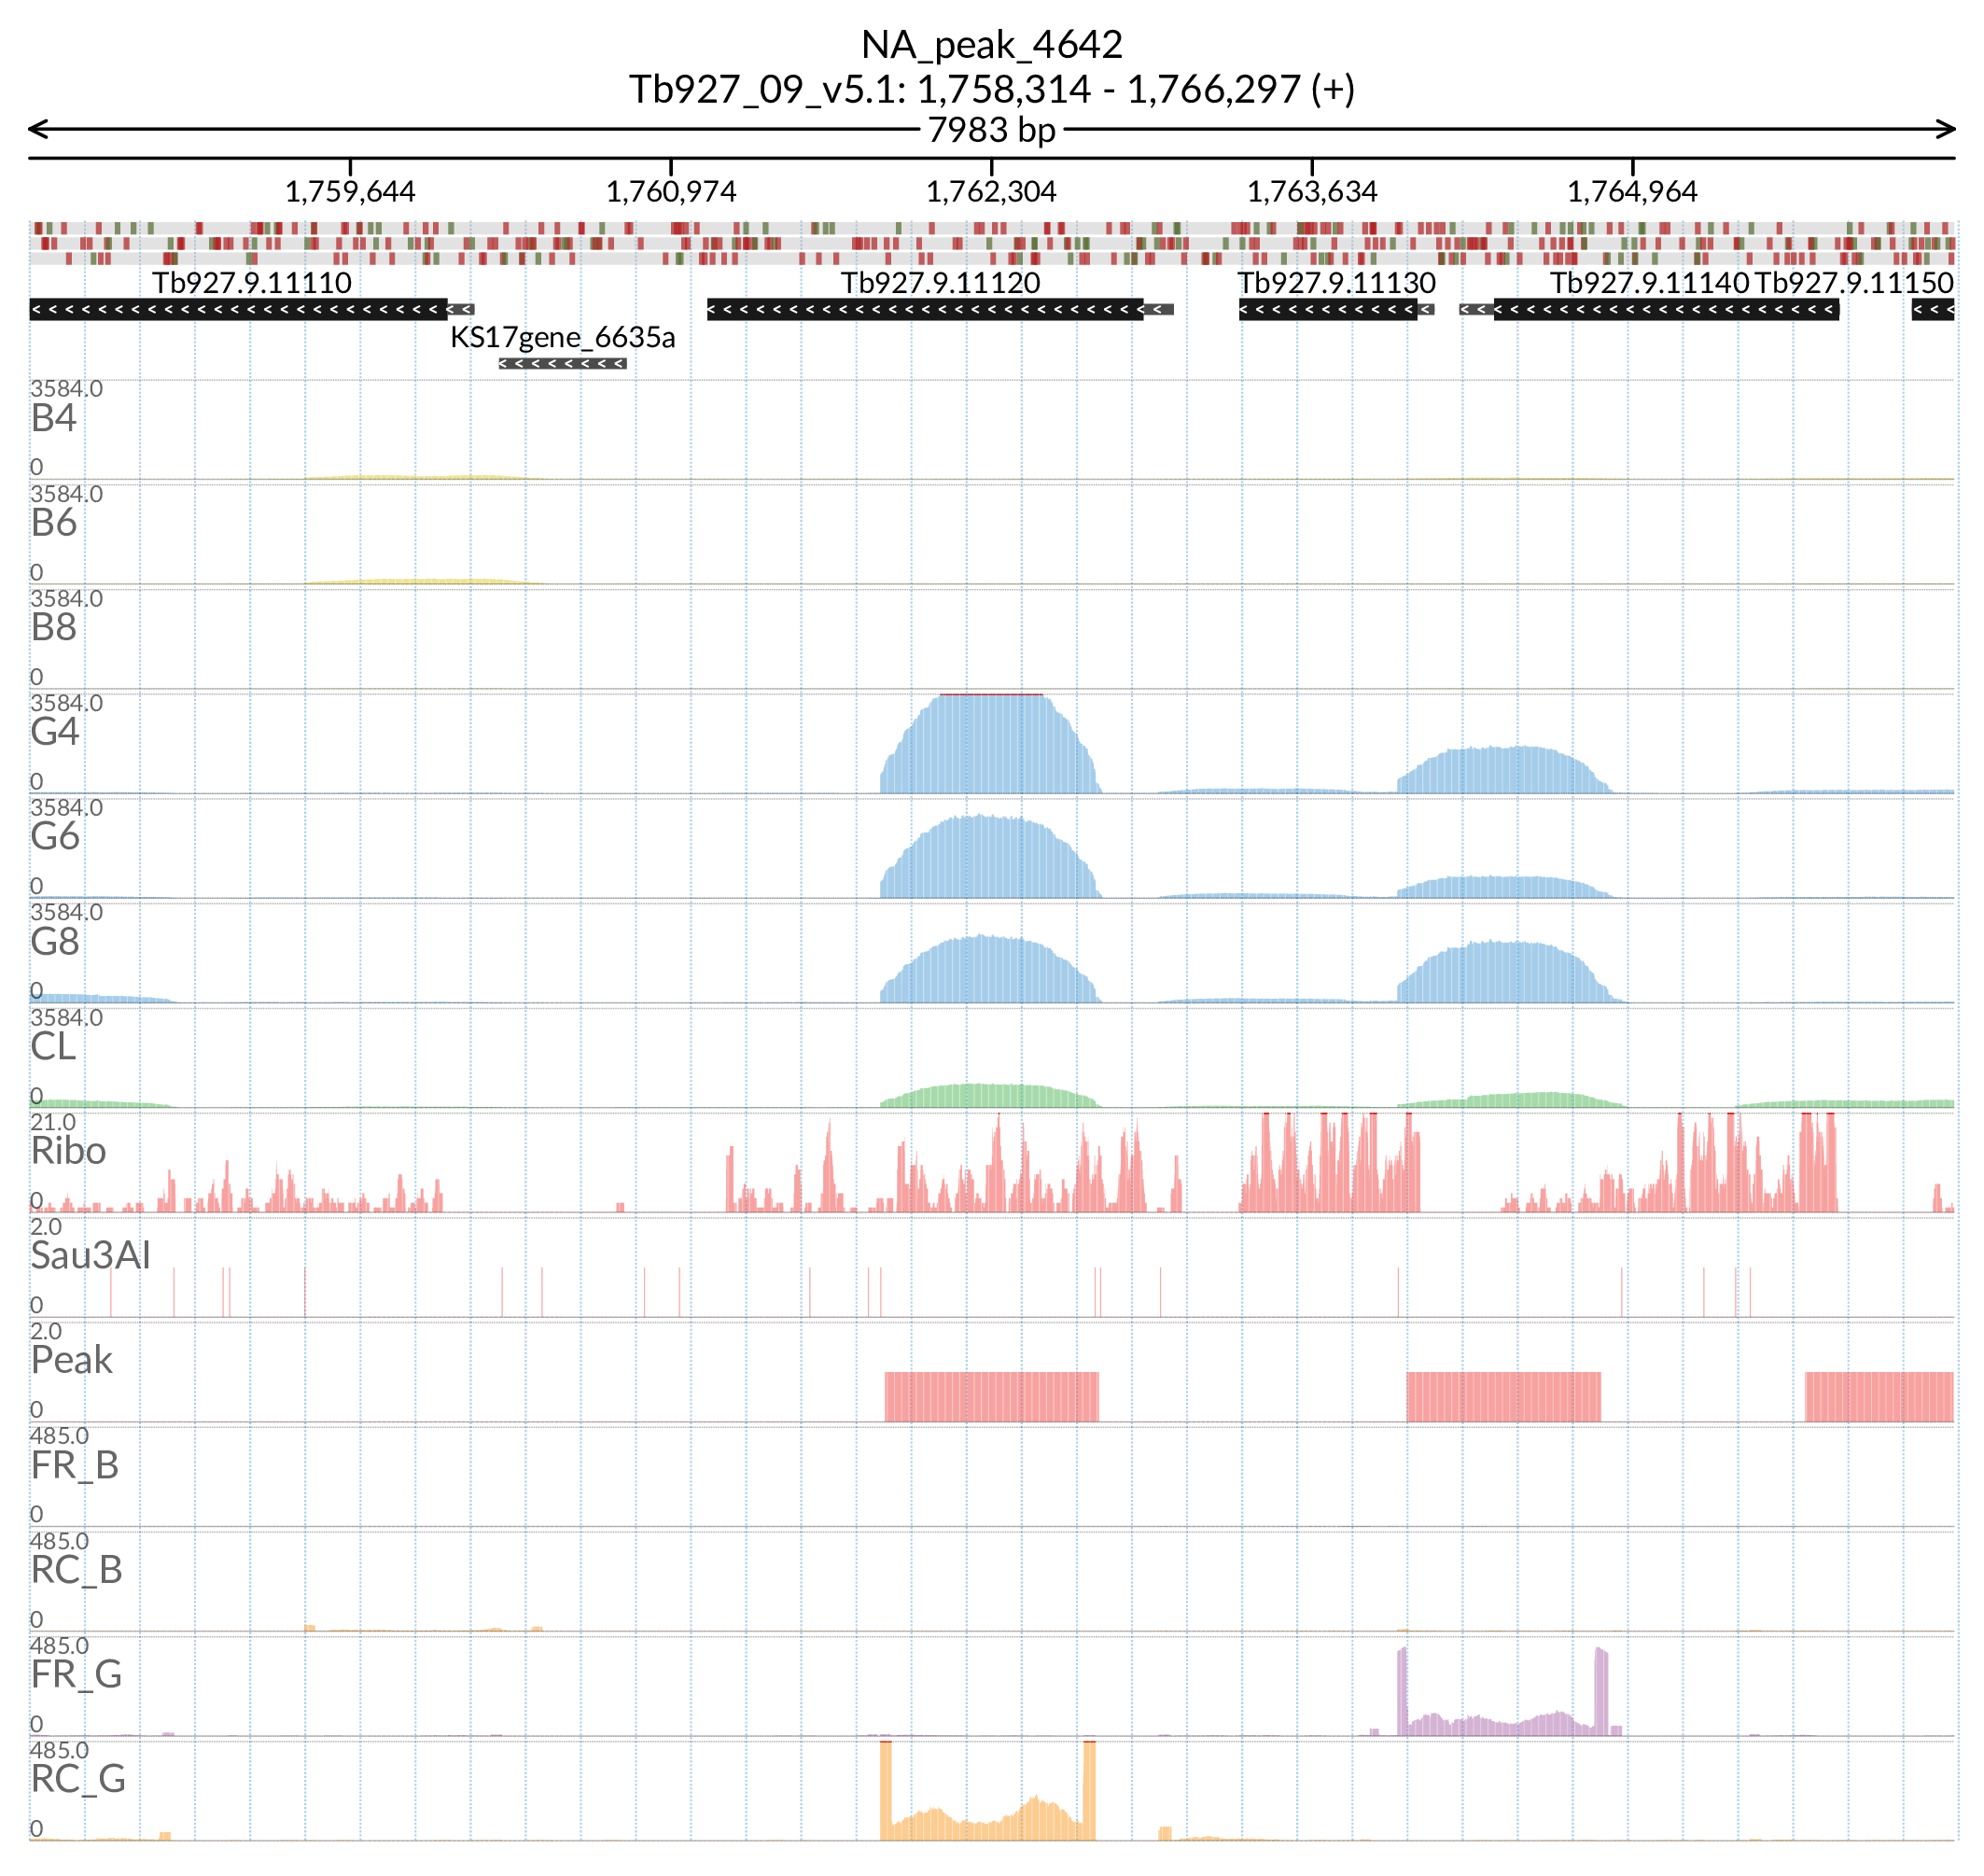 NA_peak_4642
Tb927_09_v5.1: 1,758,314 - 1,766,297 (+)
7983 bp
1,759,644 1,760,974 1,762,304 1,763,634 1,764,964
Tb927.9.11110 Tb927.9.11120 Tb927.9.11130 Tb927.9.11140 Tb927.9.11150
KS17gene_6635a
3584.0
B4
0
3584.0
B6
0
3584.0
B8
0
3584.0
G4
0
3584.0
G6
0
3584.0
G8
0
3584.0
CL
0
21.0
Ribo
0
2.0
Sau3AI
0
2.0
Peak
0
485.0
FR_B
0
485.0
RC_B
0
485.0
FR_G
0
485.0
RC_G
0